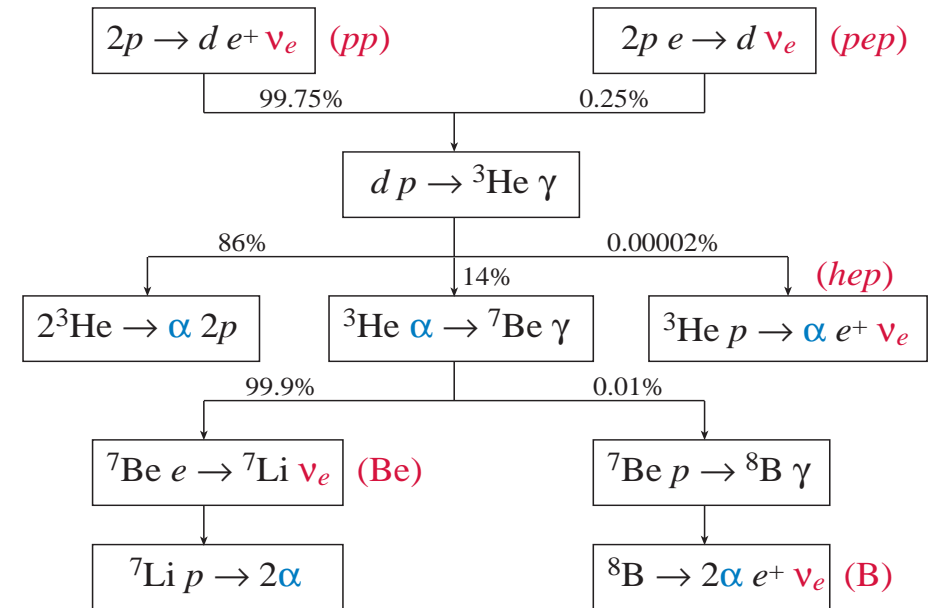 2p → d e⁺ νₑ (pp) 2p e → d νₑ (pep)
99.75% 0.25%
d p → ³He γ
86% 0.00002%
14% (hep)
2³He → α 2p ³He α → ⁷Be γ ³He p → α e⁺ νₑ
99.9% 0.01%
⁷Be e → ⁷Li νₑ (Be) ⁷Be p → ⁸B γ
⁷Li p → 2α ⁸B → 2α e⁺ νₑ (B)